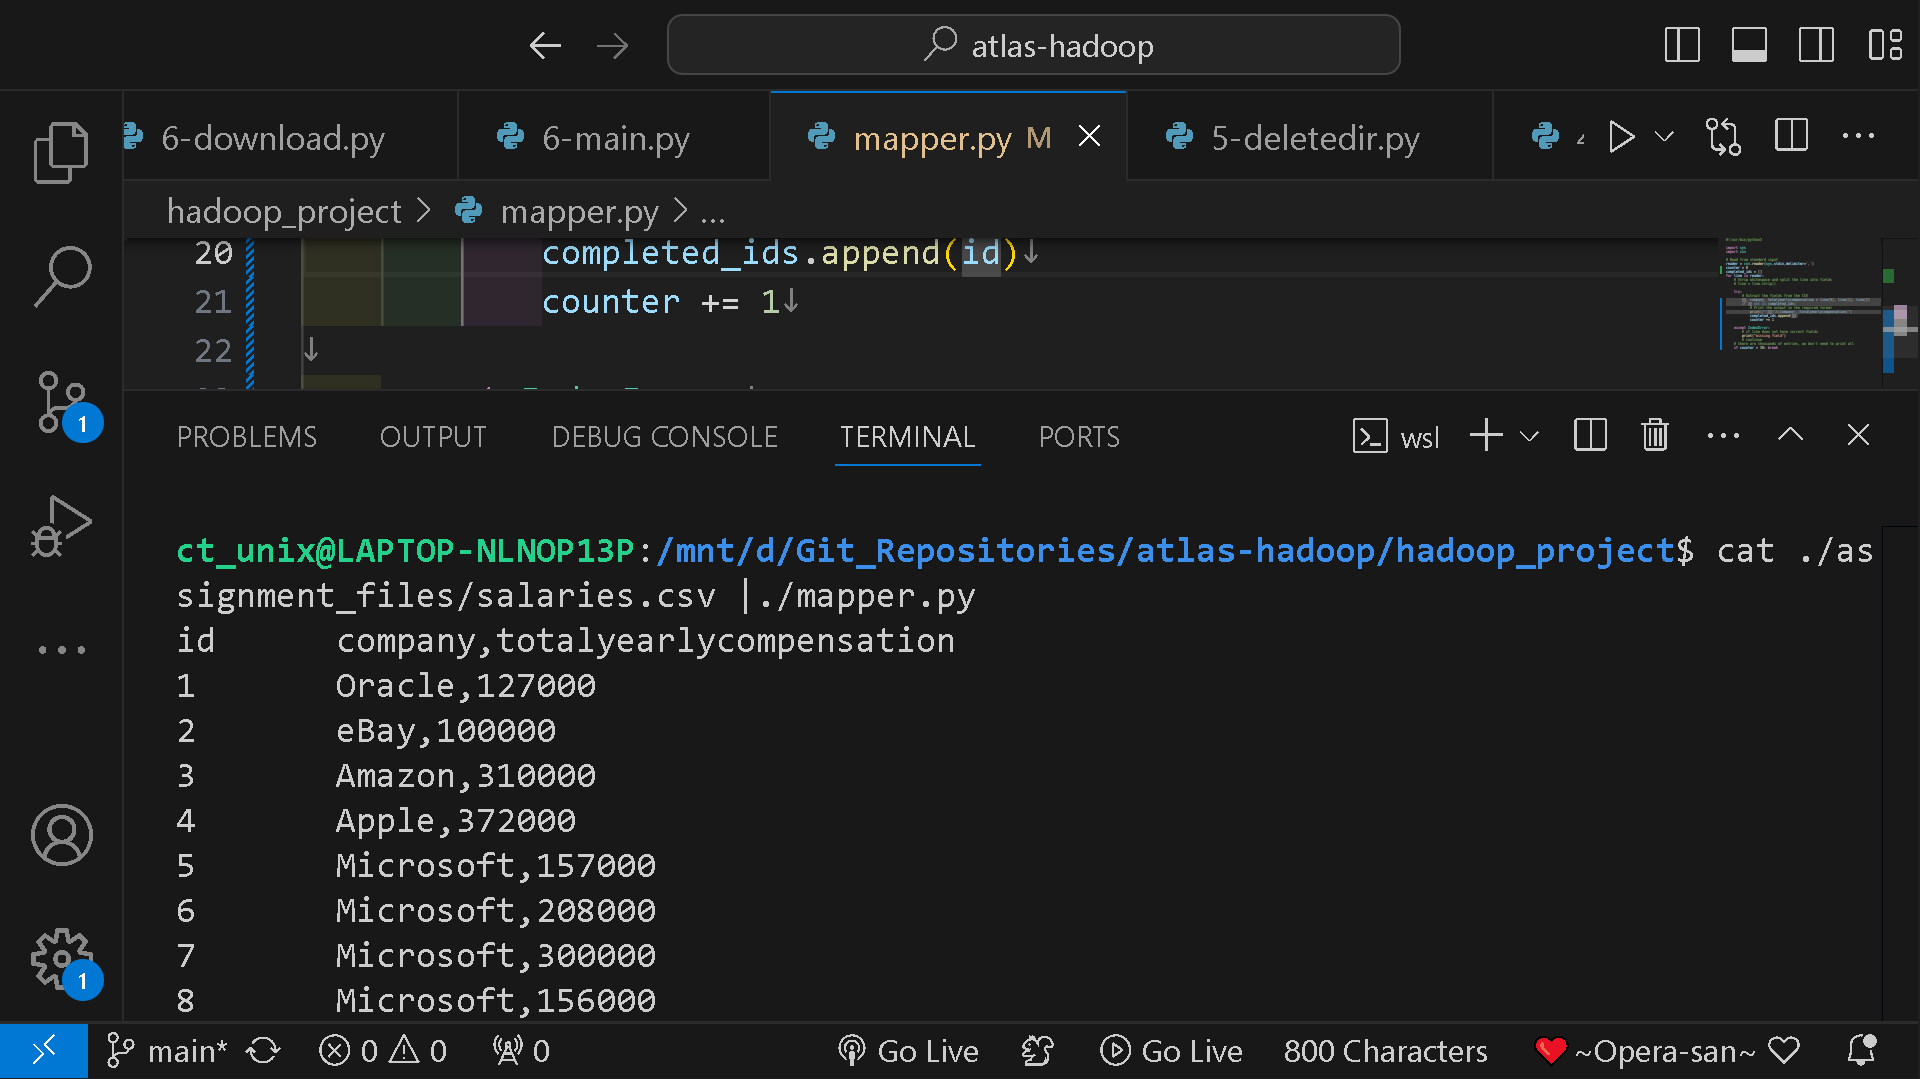 atlas-hadoop
6-download.py
6-main.py
mapper.py M
5-deletedir.py
hadoop_project > mapper.py > ...
20 completed_ids.append(id)↓
21 counter += 1↓
22 ↓
PROBLEMS OUTPUT DEBUG CONSOLE TERMINAL PORTS wsl
ct_unix@LAPTOP-NLNOP13P:/mnt/d/Git_Repositories/atlas-hadoop/hadoop_project$ cat ./as
signment_files/salaries.csv |./mapper.py
id company,totalyearlycompensation
1 Oracle,127000
2 eBay,100000
3 Amazon,310000
4 Apple,372000
5 Microsoft,157000
6 Microsoft,208000
7 Microsoft,300000
8 Microsoft,156000
1
1
main* 0 0 0 Go Live Go Live 800 Characters ~Opera-san~